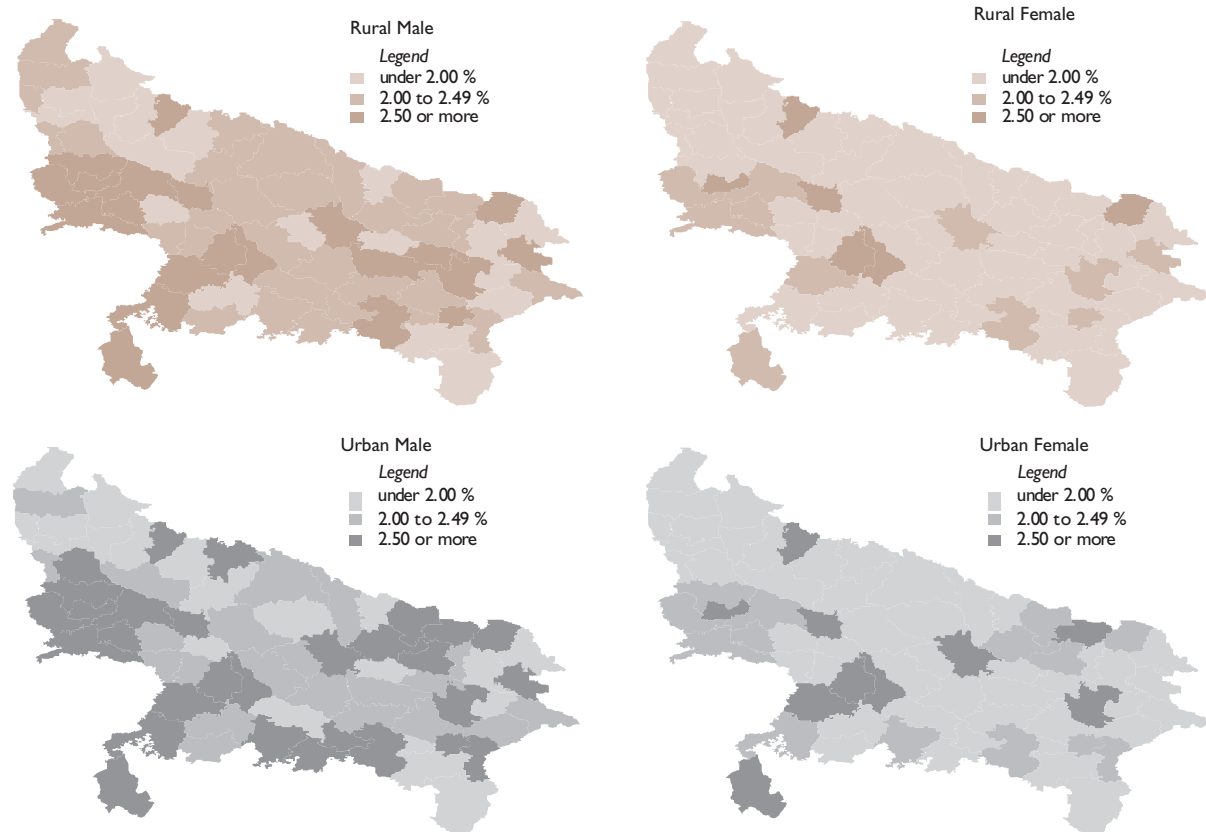 Rural Male
Legend
under 2.00 %
2.00 to 2.49 %
2.50 or more
Rural Female
Legend
under 2.00 %
2.00 to 2.49 %
2.50 or more
Urban Male
Legend
under 2.00 %
2.00 to 2.49 %
2.50 or more
Urban Female
Legend
under 2.00 %
2.00 to 2.49 %
2.50 or more